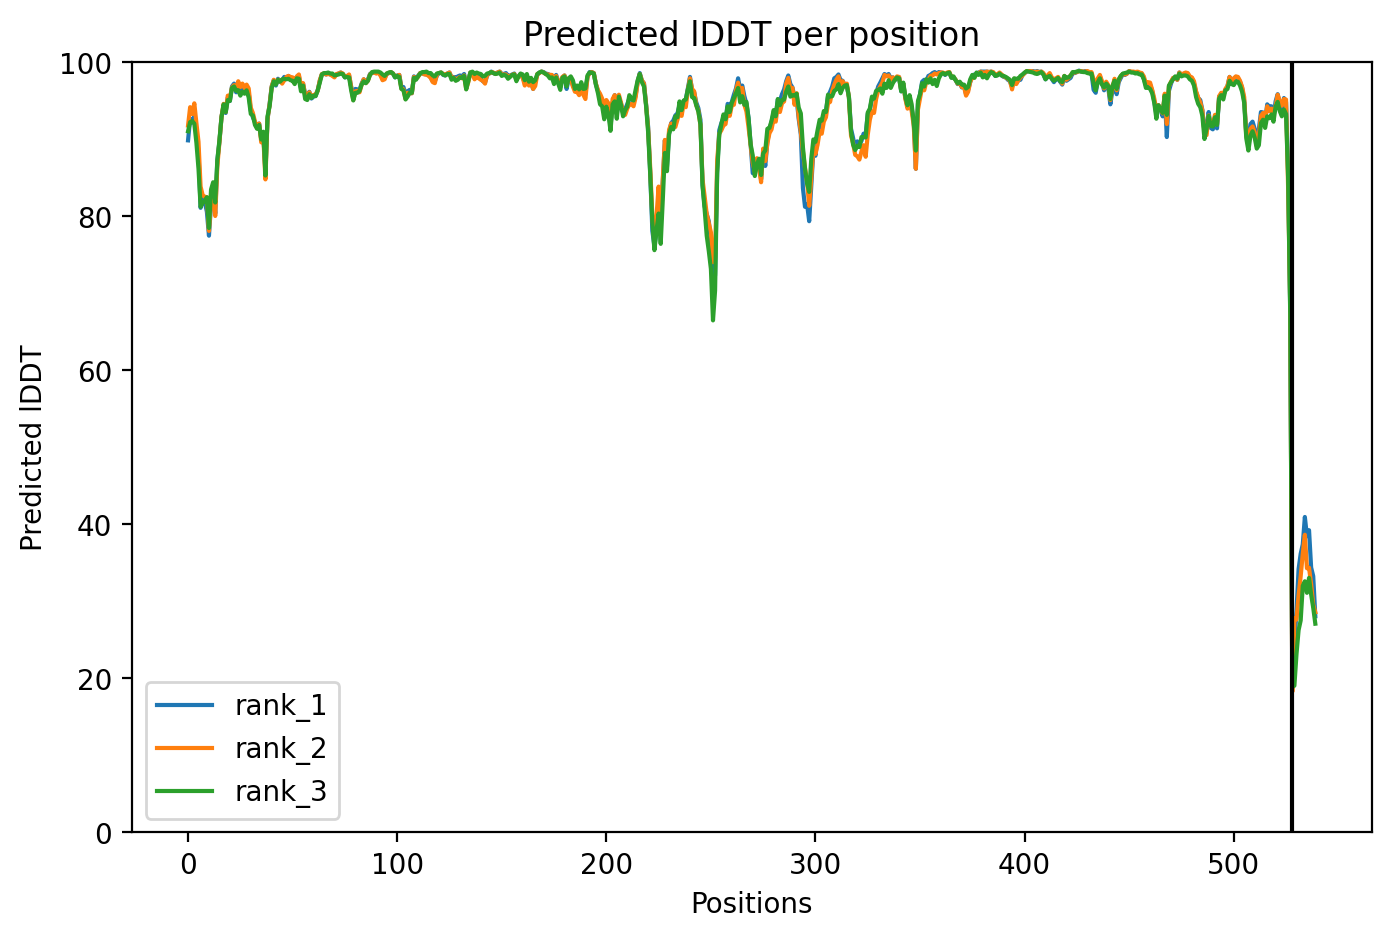 Predicted lDDT per position
100
80
60
40
20
0
Predicted lDDT
rank_1
rank_2
rank_3
0 100 200 300 400 500
Positions